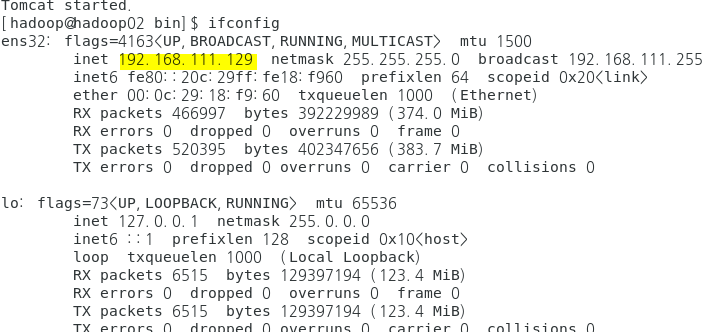 Tomcat started.
[hadoop@hadoop02 bin]$ ifconfig
ens32: flags=4163<UP,BROADCAST,RUNNING,MULTICAST>  mtu 1500
        inet 192.168.111.129  netmask 255.255.255.0  broadcast 192.168.111.255
        inet6 fe80::20c:29ff:fe18:f960  prefixlen 64  scopeid 0x20<link>
        ether 00:0c:29:18:f9:60  txqueuelen 1000  (Ethernet)
        RX packets 466997  bytes 392229989 (374.0 MiB)
        RX errors 0  dropped 0  overruns 0  frame 0
        TX packets 520395  bytes 402347656 (383.7 MiB)
        TX errors 0  dropped 0 overruns 0  carrier 0  collisions 0

lo: flags=73<UP,LOOPBACK,RUNNING>  mtu 65536
        inet 127.0.0.1  netmask 255.0.0.0
        inet6 ::1  prefixlen 128  scopeid 0x10<host>
        loop  txqueuelen 1000  (Local Loopback)
        RX packets 6515  bytes 129397194 (123.4 MiB)
        RX errors 0  dropped 0  overruns 0  frame 0
        TX packets 6515  bytes 129397194 (123.4 MiB)
        TX errors 0  dropped 0 overruns 0  carrier 0  collisions 0